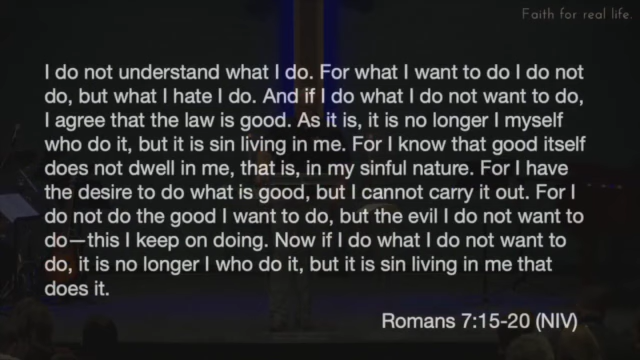 Faith for real life.
I do not understand what I do. For what I want to do I do not
do, but what I hate I do. And if I do what I do not want to do,
I agree that the law is good. As it is, it is no longer I myself
who do it, but it is sin living in me. For I know that good itself
does not dwell in me, that is, in my sinful nature. For I have
the desire to do what is good, but I cannot carry it out. For I
do not do the good I want to do, but the evil I do not want to
do—this I keep on doing. Now if I do what I do not want to
do, it is no longer I who do it, but it is sin living in me that
does it.
Romans 7:15-20 (NIV)